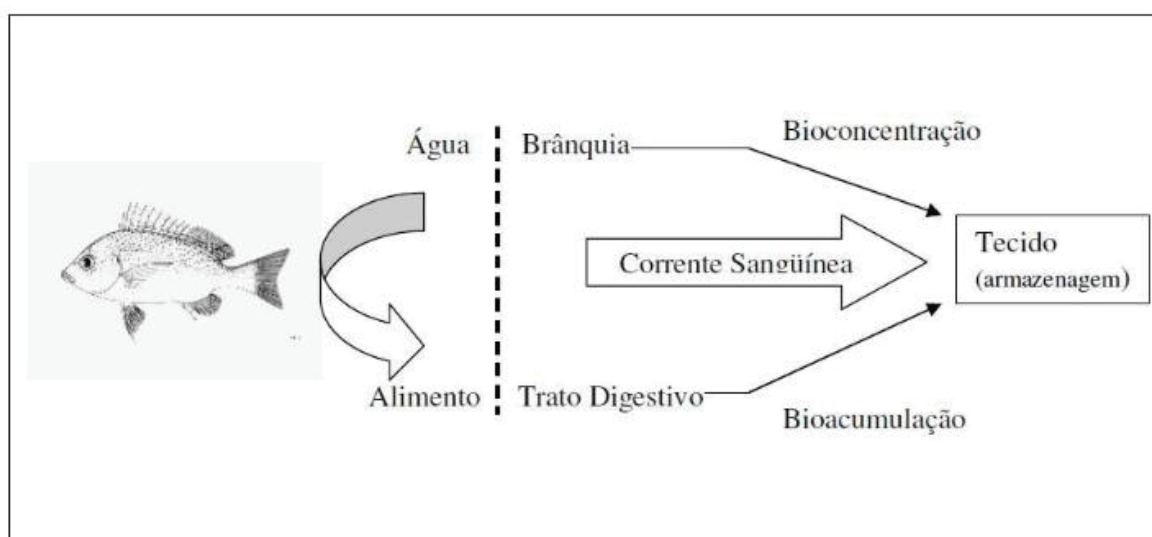 Água
Brânquia
Bioconcentração
Corrente Sangüínea
Tecido
(armazenagem)
Alimento
Trato Digestivo
Bioacumulação